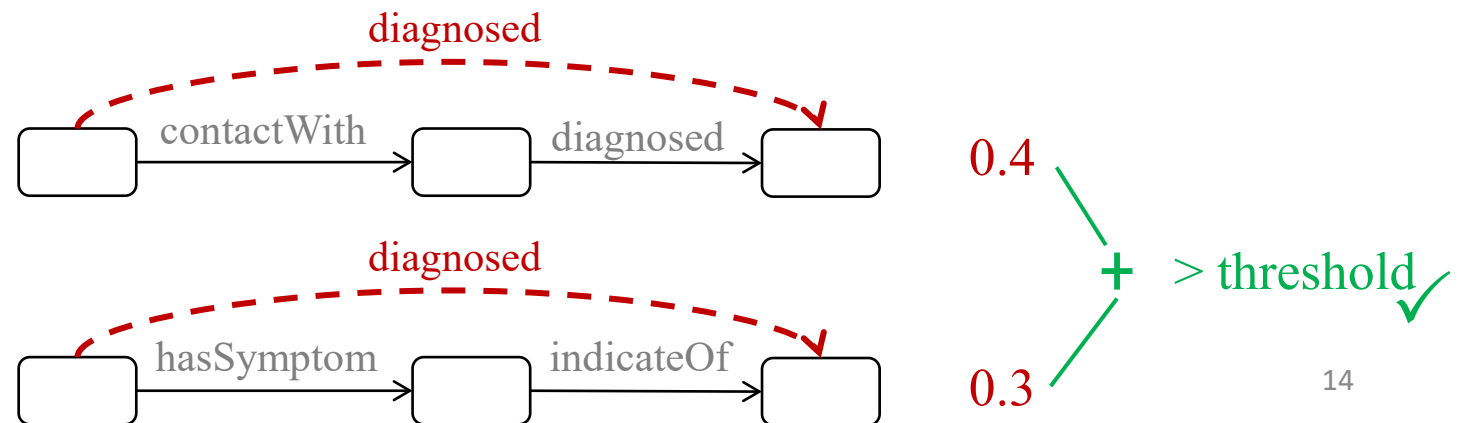 diagnosed
contactWith
diagnosed
0.4
diagnosed
+ > threshold
hasSymptom
indicateOf
0.3
14